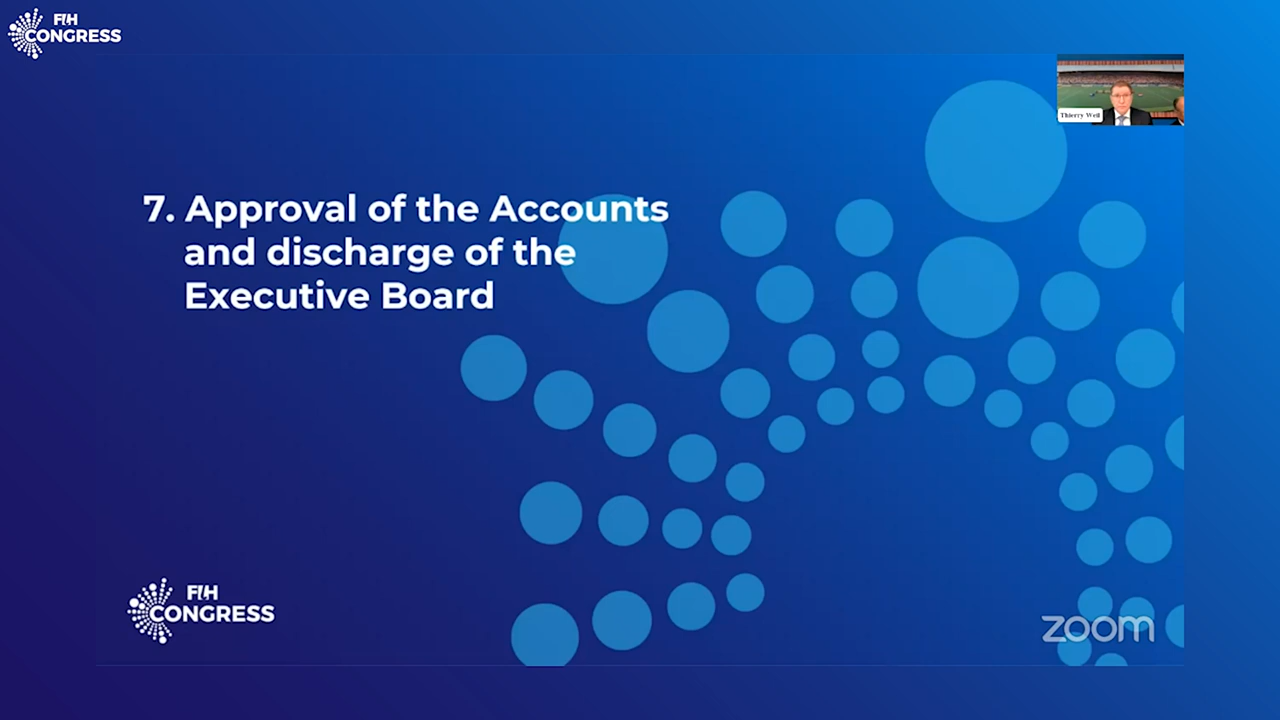 FIH
CONGRESS
Thierry Weil
7. Approval of the Accounts
and discharge of the
Executive Board
FIH
CONGRESS
zoom